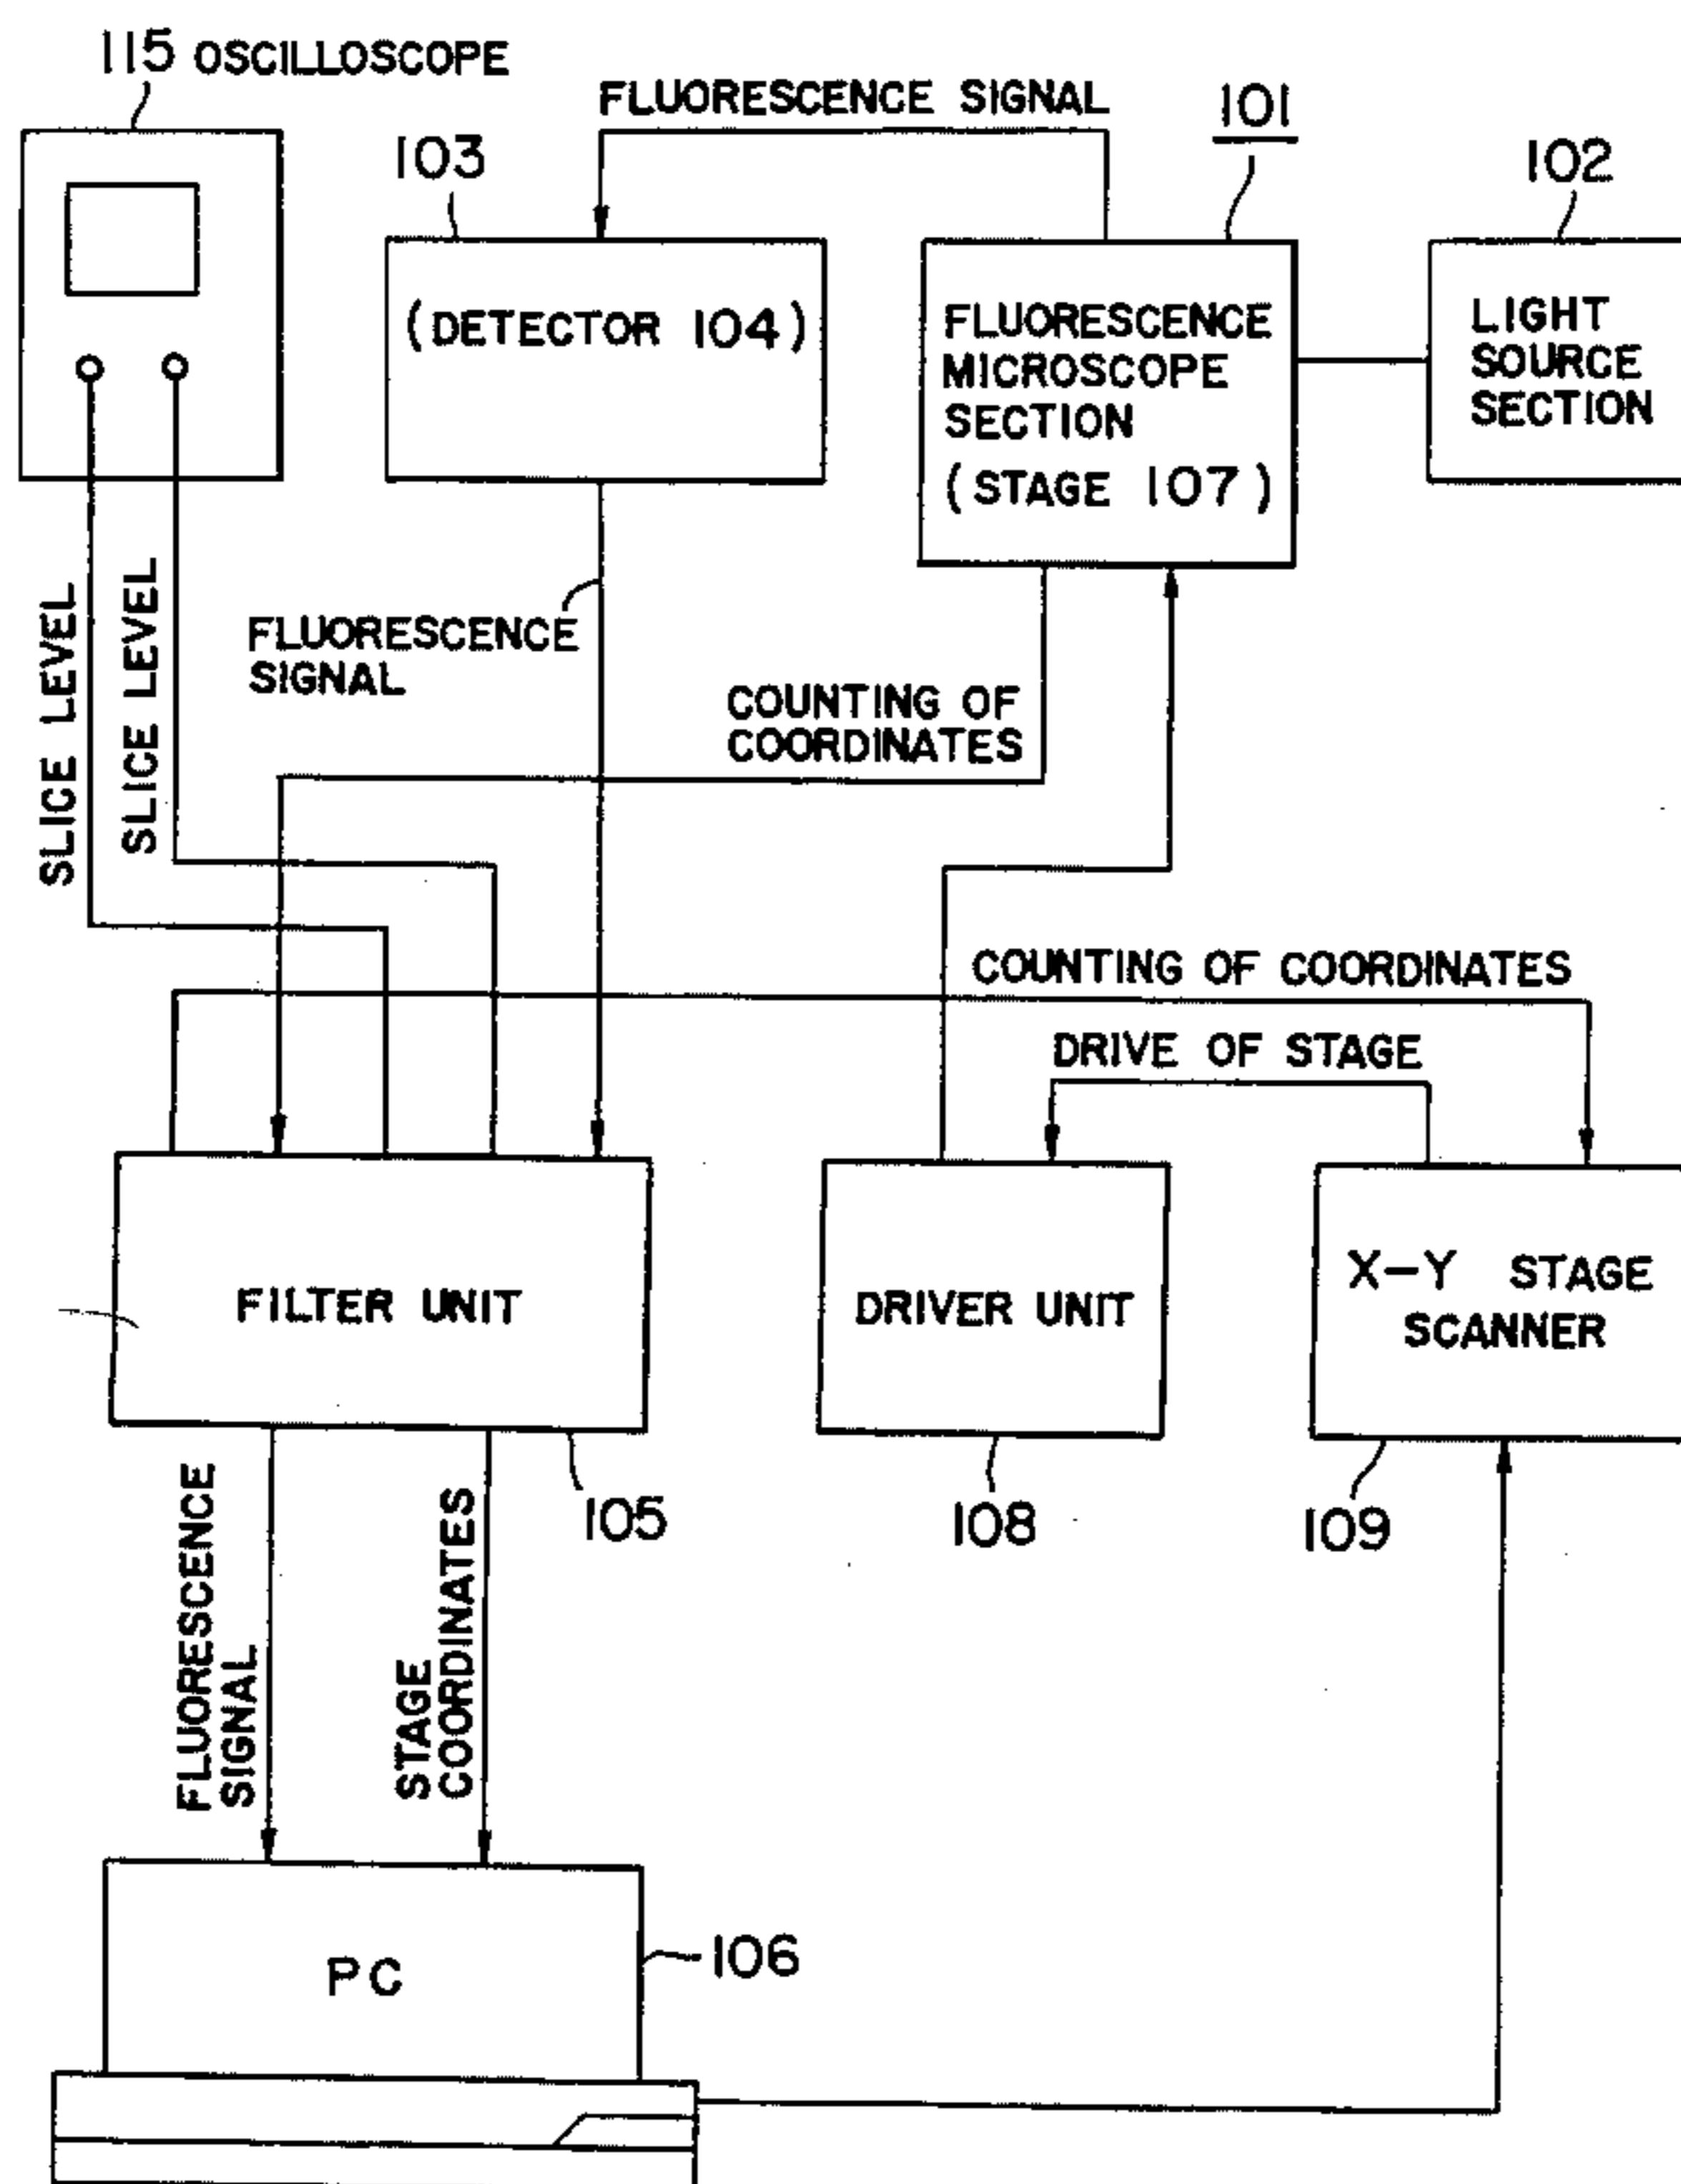 115 OSCILLOSCOPE
FLUORESCENCE SIGNAL
101
103
102
(DETECTOR 104)
FLUORESCENCE
MICROSCOPE
SECTION
(STAGE 107)
LIGHT
SOURCE
SECTION
SLICE LEVEL
SLICE LEVEL
FLUORESCENCE
SIGNAL
COUNTING OF
COORDINATES
COUNTING OF COORDINATES
DRIVE OF STAGE
FILTER UNIT
DRIVER UNIT
X-Y STAGE
SCANNER
105
108
109
FLUORESCENCE
SIGNAL
STAGE
COORDINATES
PC
106